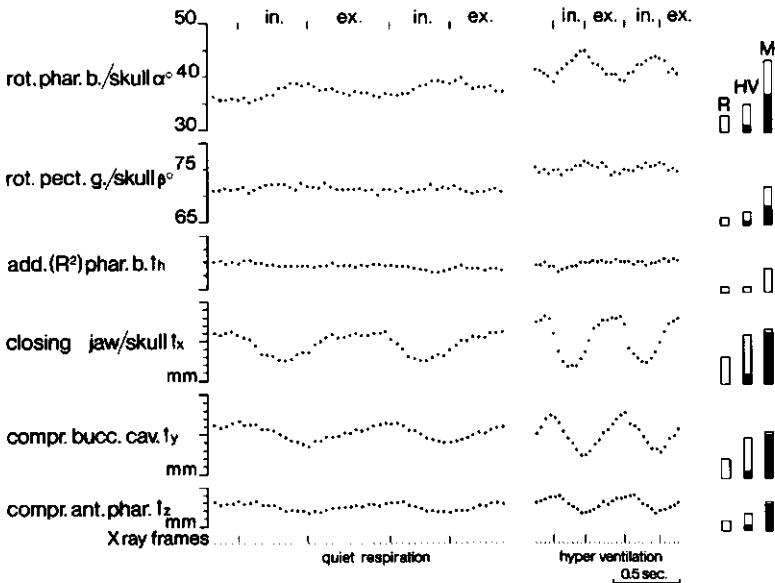 50 in. ex. in. ex. in. ex. in. ex.
M
HV
R
rot. phar. b./skull α°
40
30
rot. pect. g./skull β°
75
65
add.(R²) phar. b. ↑h
closing jaw/skull ↑x
mm
compr. bucc. cav. ↑y
mm
compr. ant. phar. ↑z
mm
X ray frames
quiet respiration hyper ventilation
0.5 sec.